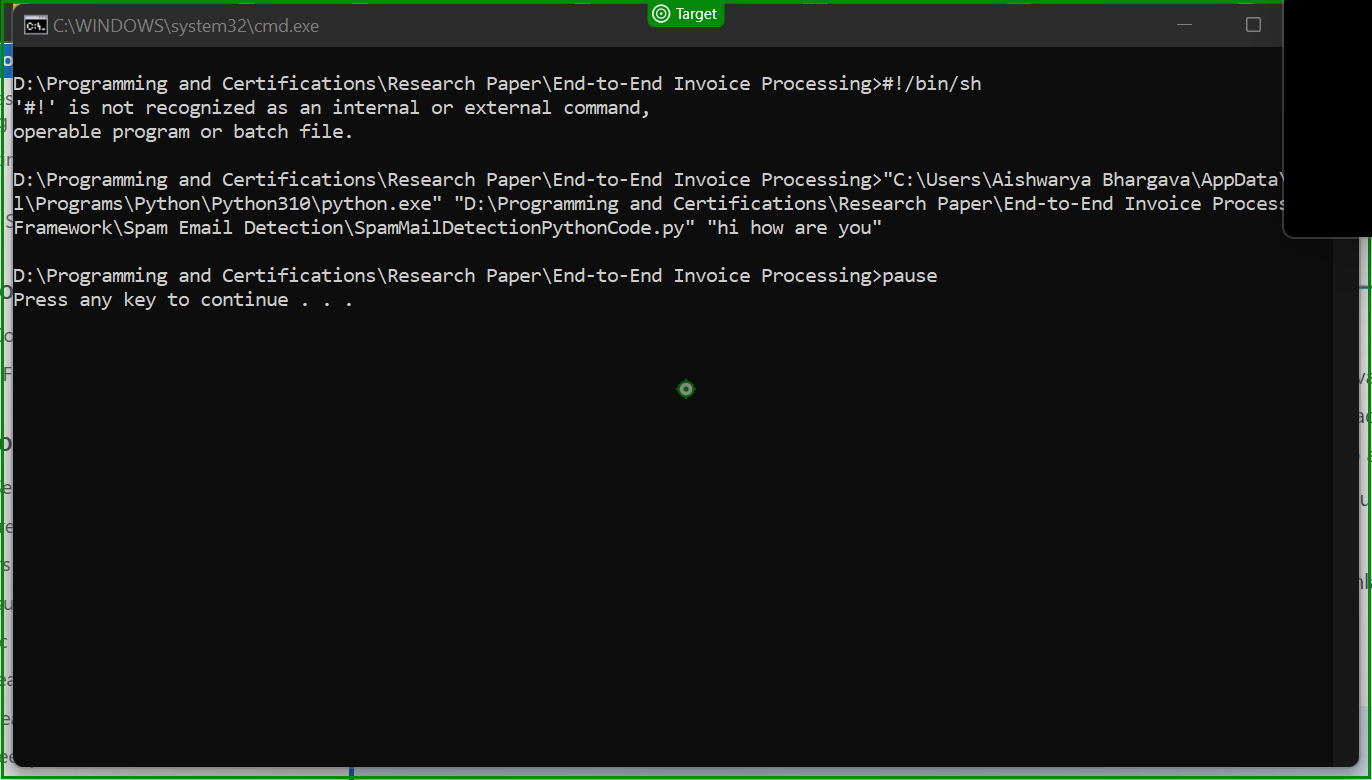 Target
C:\WINDOWS\system32\cmd.exe
D:\Programming and Certifications\Research Paper\End-to-End Invoice Processing>#!/bin/sh
'#!' is not recognized as an internal or external command,
operable program or batch file.
D:\Programming and Certifications\Research Paper\End-to-End Invoice Processing>"C:\Users\Aishwarya Bhargava\AppData\
l\Programs\Python\Python310\python.exe" "D:\Programming and Certifications\Research Paper\End-to-End Invoice Process
Framework\Spam Email Detection\SpamMailDetectionPythonCode.py" "hi how are you"
D:\Programming and Certifications\Research Paper\End-to-End Invoice Processing>pause
Press any key to continue . . .